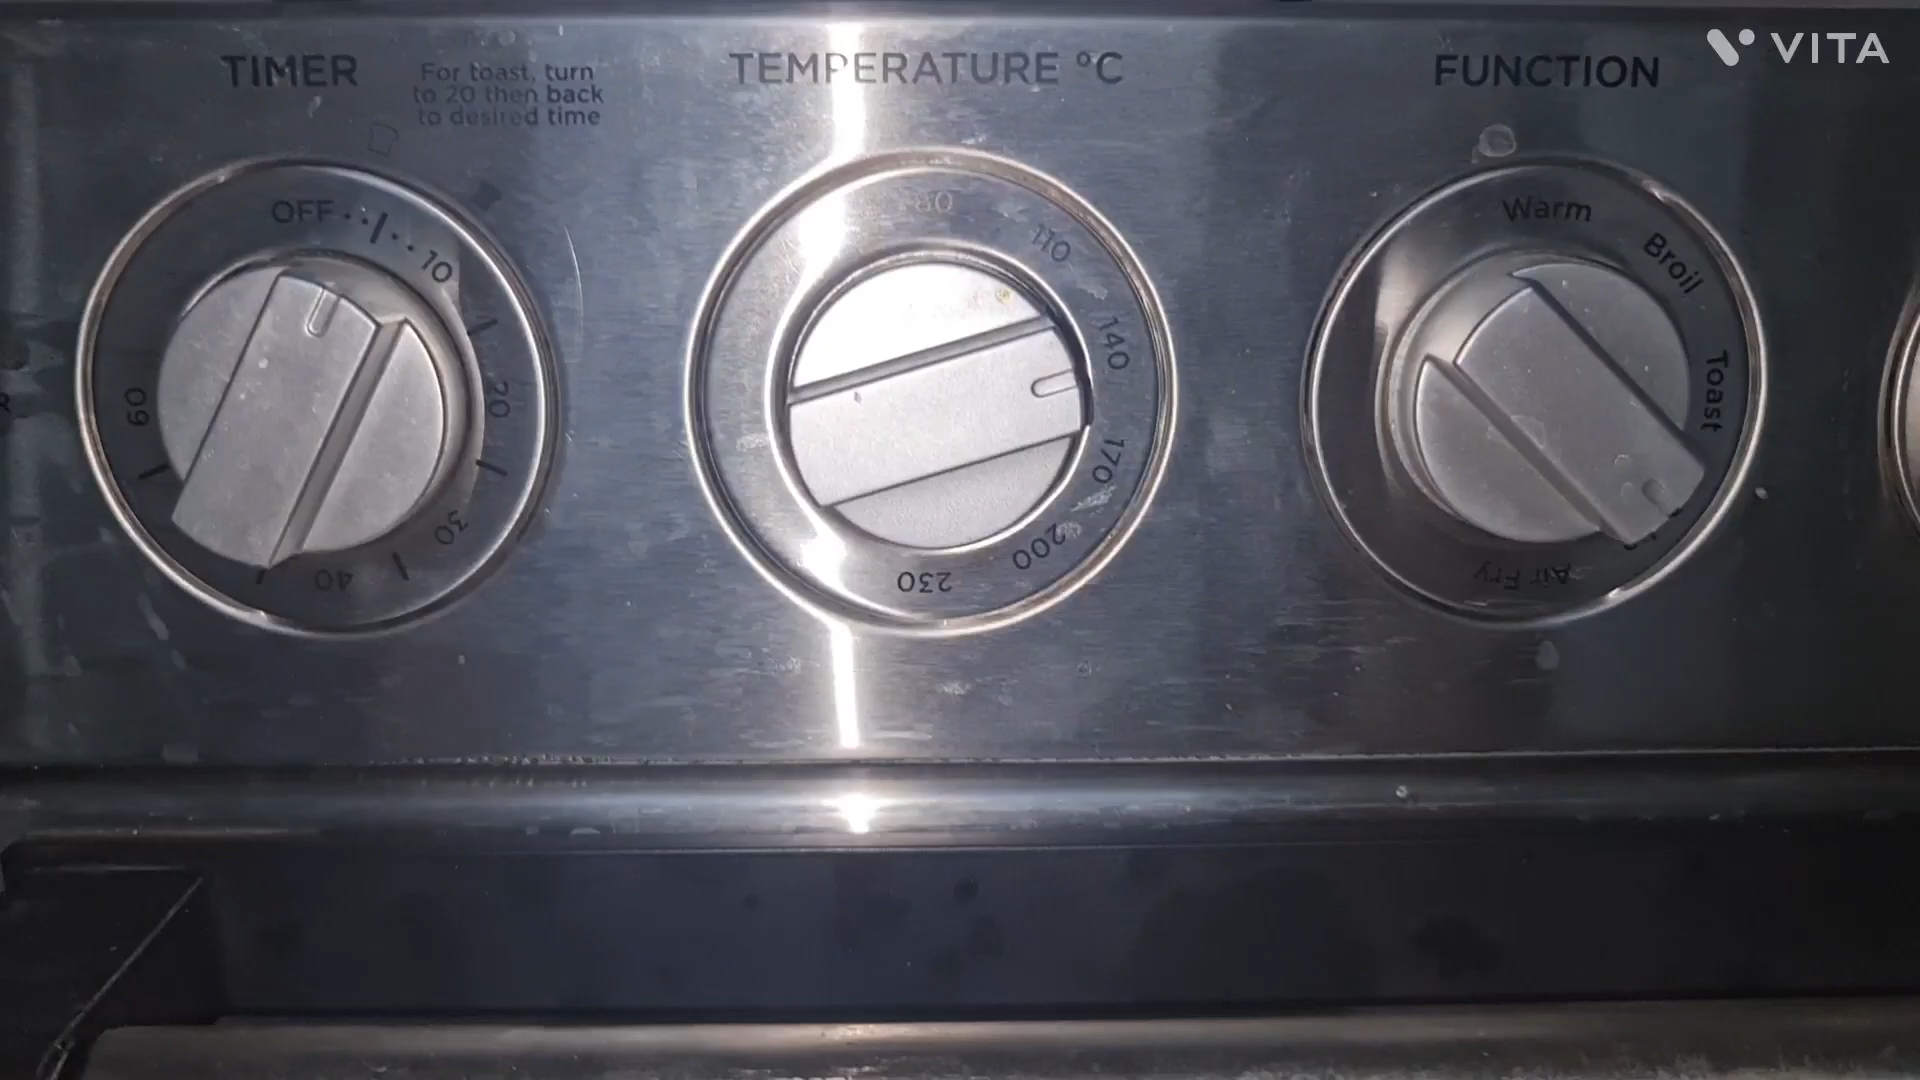 VITA
TIMER
For toast, turn
to 20 then back
to desired time
TEMPERATURE °C
FUNCTION
OFF
10
20
30
40
60
80
110
140
170
200
230
Warm
Broil
Toast
Air Fry